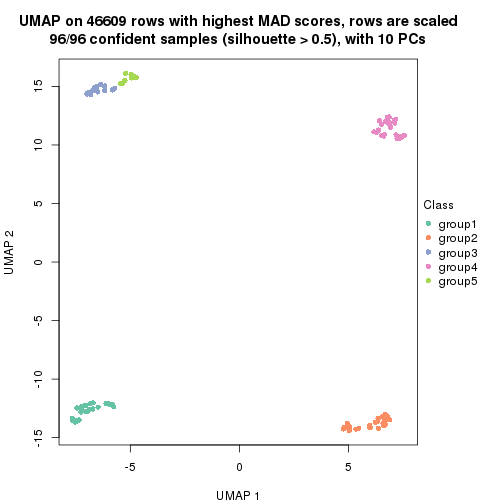 UMAP on 46609 rows with highest MAD scores, rows are scaled
96/96 confident samples (silhouette > 0.5), with 10 PCs
15
10
5
0
-5
-10
-15
UMAP 2
-5
0
5
UMAP 1
Class
group1
group2
group3
group4
group5